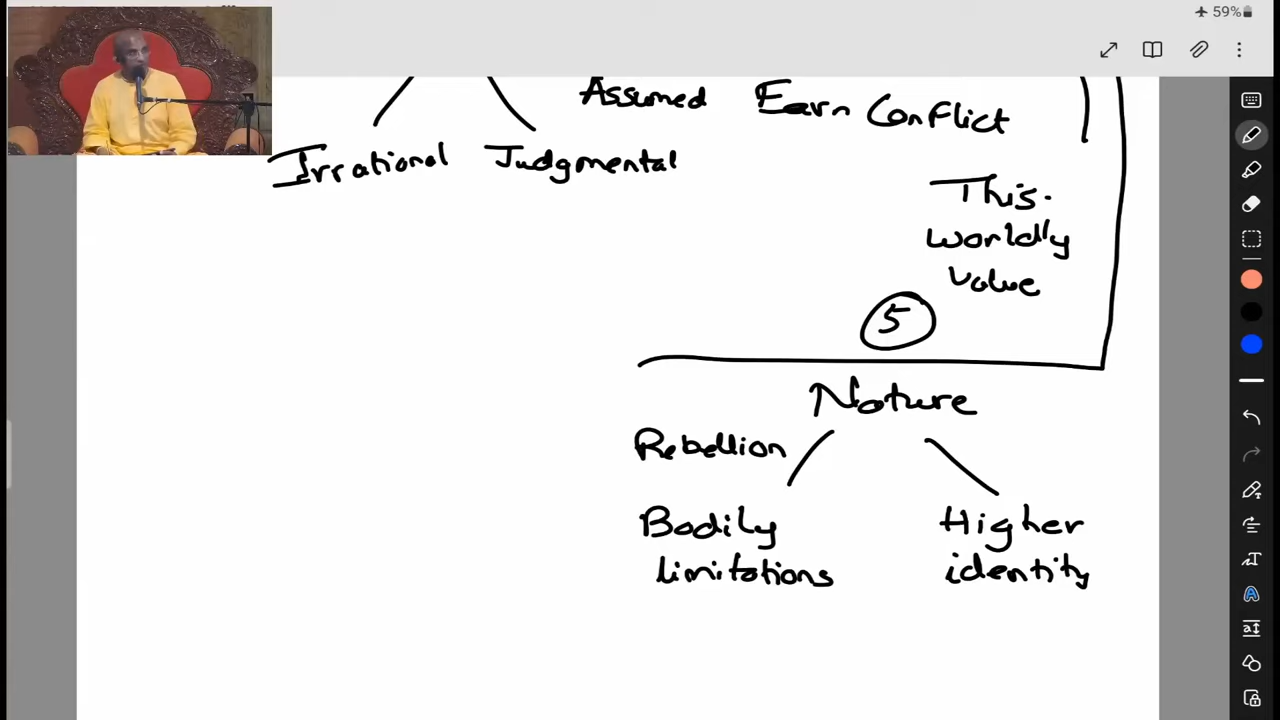 59%
Assumed Earn Conflict
Irrational Judgmental
This-
worldly
value
5
Nature
Rebellion
Bodily Higher
limitations identity